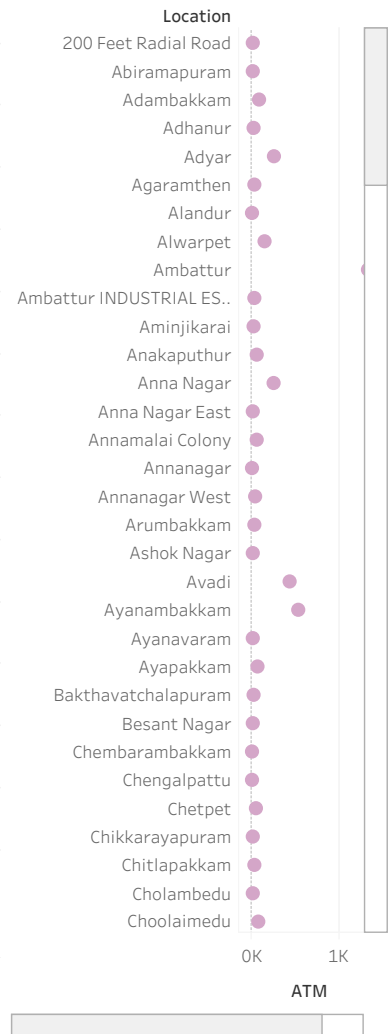 Location
200 Feet Radial Road
Abiramapuram
Adambakkam
Adhanur
Adyar
Agaramthen
Alandur
Alwarpet
Ambattur
Ambattur INDUSTRIAL ES..
Aminjikarai
Anakaputhur
Anna Nagar
Anna Nagar East
Annamalai Colony
Annanagar
Annanagar West
Arumbakkam
Ashok Nagar
Avadi
Ayanambakkam
Ayanavaram
Ayapakkam
Bakthavatchalapuram
Besant Nagar
Chembarambakkam
Chengalpattu
Chetpet
Chikkarayapuram
Chitlapakkam
Cholambedu
Choolaimedu
0K 1K
ATM